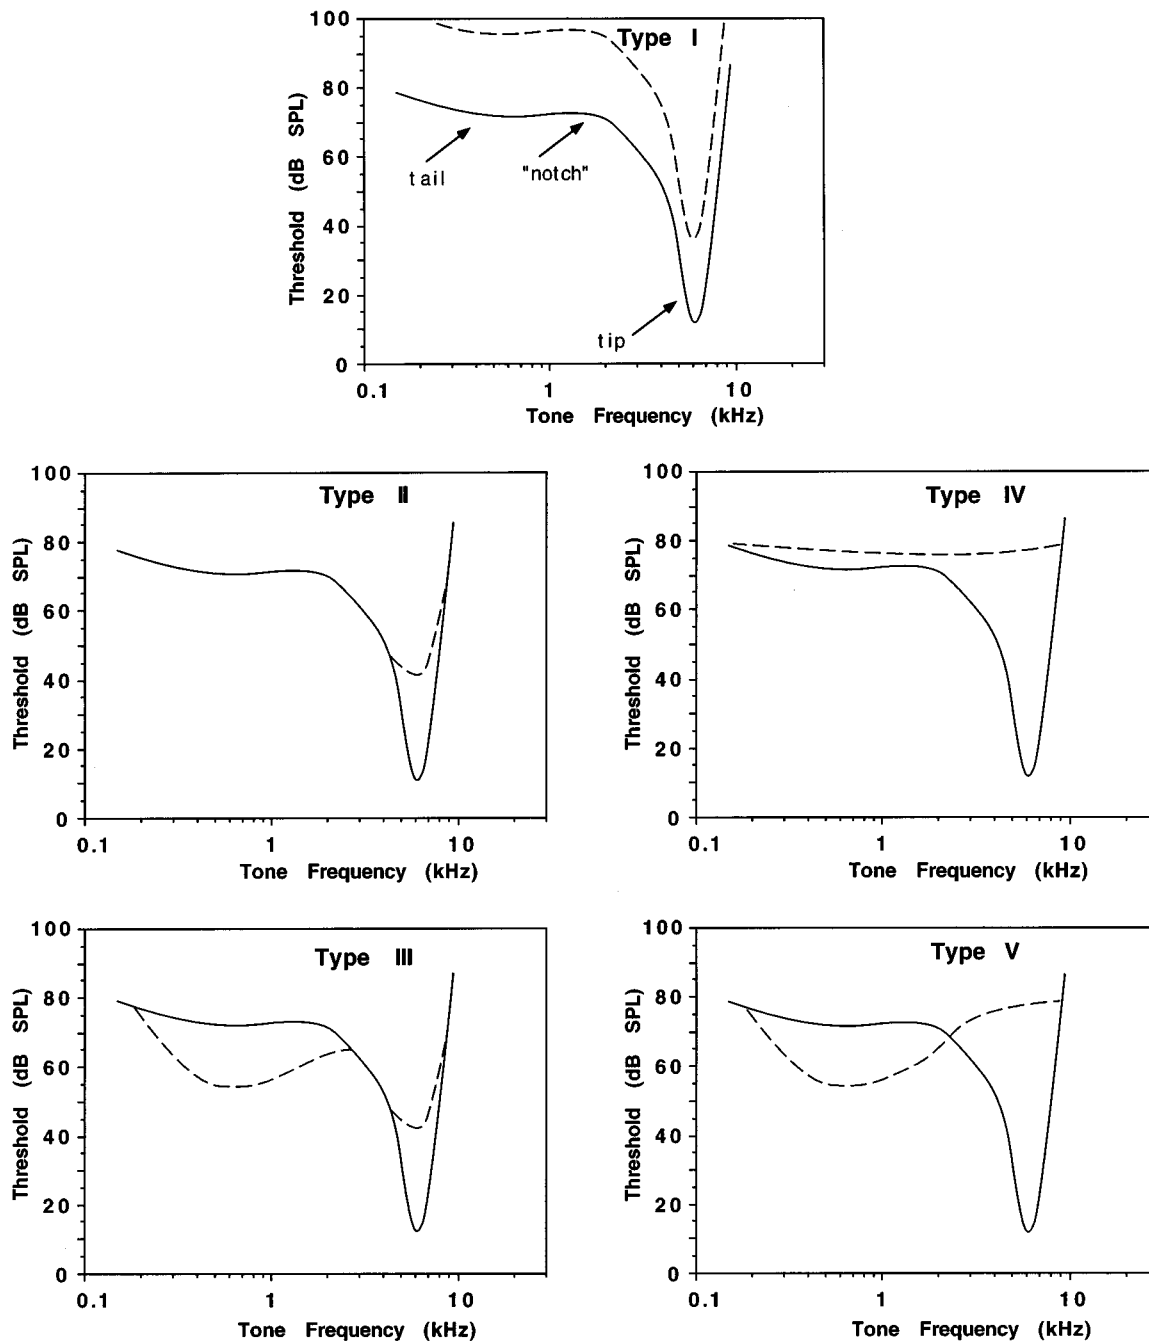 100
80
60
40
20
0
Threshold (dB SPL)
Type I
tail
"notch"
tip
0.1 1 10
Tone Frequency (kHz)
100
80
60
40
20
0
Threshold (dB SPL)
Type II
0.1 1 10
Tone Frequency (kHz)
100
80
60
40
20
0
Threshold (dB SPL)
Type IV
0.1 1 10
Tone Frequency (kHz)
100
80
60
40
20
0
Threshold (dB SPL)
Type III
0.1 1 10
Tone Frequency (kHz)
100
80
60
40
20
0
Threshold (dB SPL)
Type V
0.1 1 10
Tone Frequency (kHz)